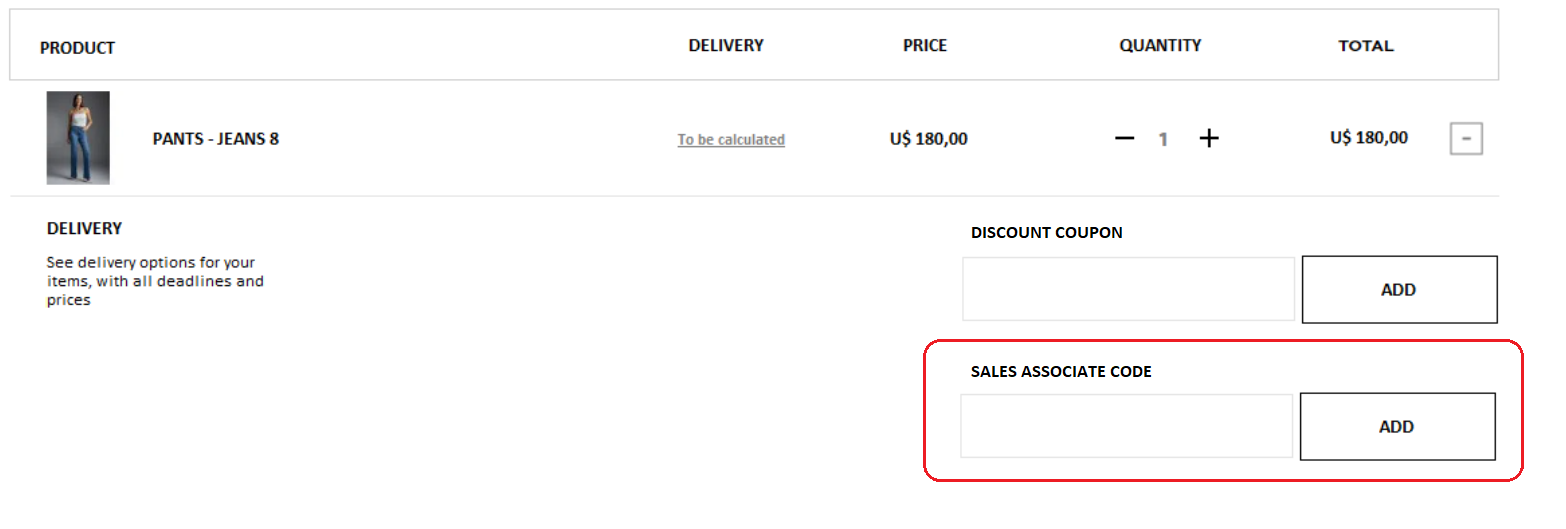 PRODUCT DELIVERY PRICE QUANTITY TOTAL
PANTS - JEANS 8 To be calculated U$ 180,00 − 1 + U$ 180,00 -
DELIVERY
See delivery options for your
items, with all deadlines and
prices
DISCOUNT COUPON
ADD
SALES ASSOCIATE CODE
ADD